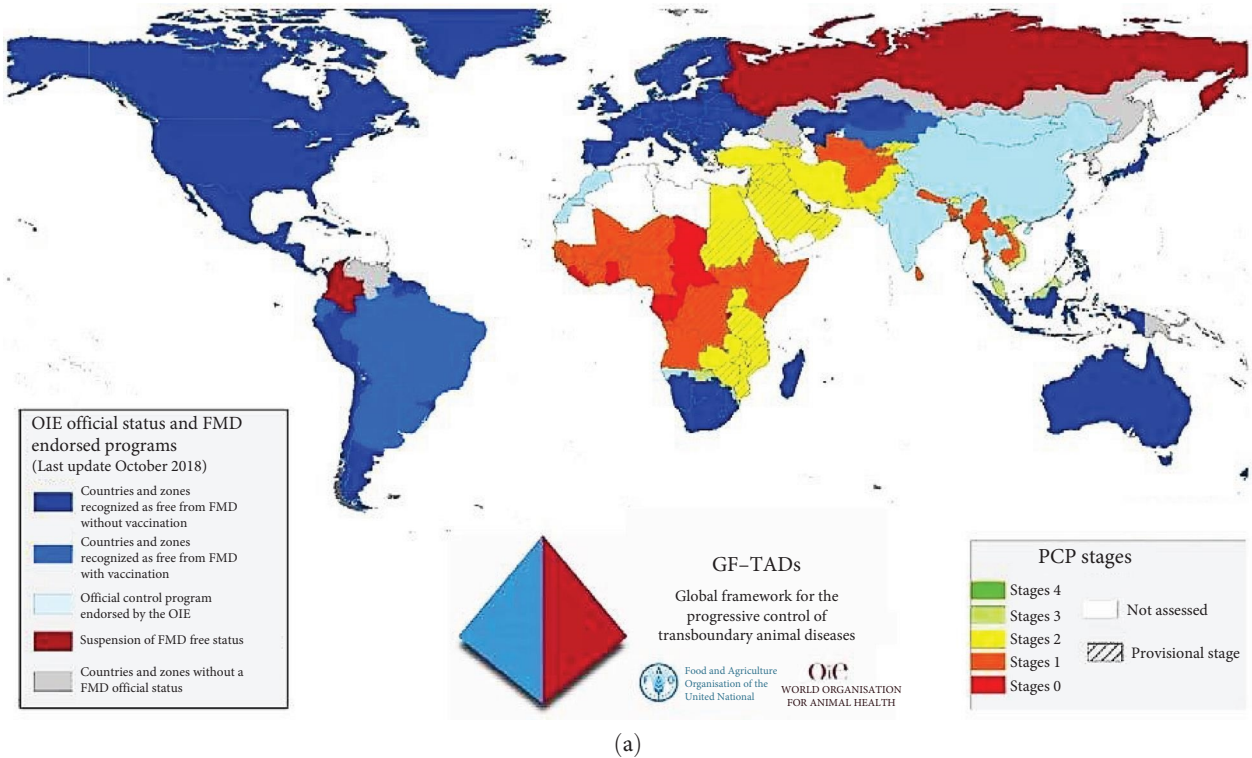 OIE official status and FMD
endorsed programs
(Last update October 2018)
Countries and zones
recognized as free from FMD
without vaccination
Countries and zones
recognized as free from FMD
with vaccination
Official control program
endorsed by the OIE
Suspension of FMD free status
Countries and zones without a
FMD official status
GF–TADs
Global framework for the
progressive control of
transboundary animal diseases
FAO
Food and Agriculture
Organisation of the
United National
OiE
WORLD ORGANISATION
FOR ANIMAL HEALTH
PCP stages
Stages 4
Stages 3
Stages 2
Stages 1
Stages 0
Not assessed
Provisional stage
(a)